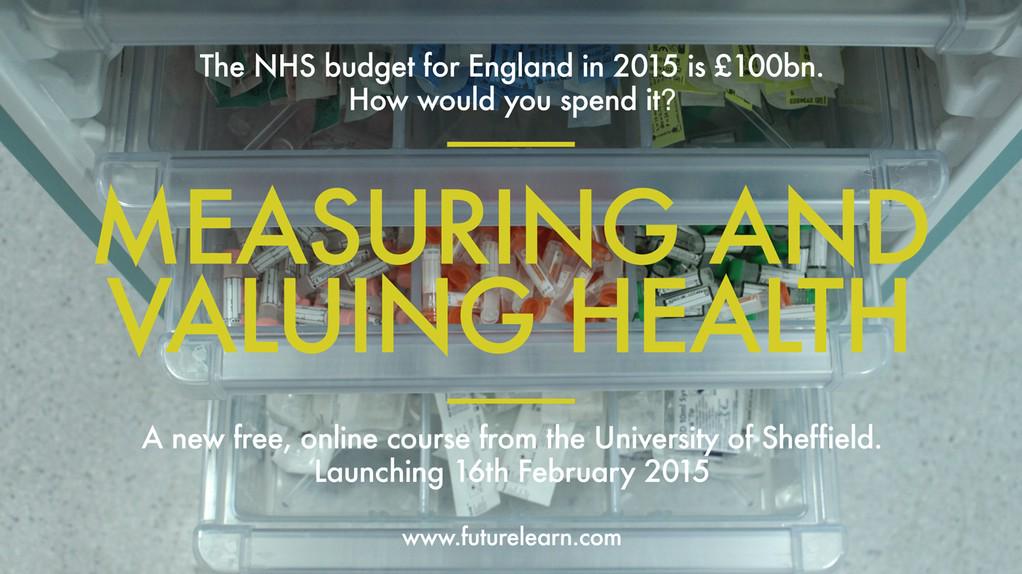 The NHS budget for England in 2015 is £100bn.
How would you spend it?
MEASURING AND
VALUING HEALTH
A new free, online course from the University of Sheffield.
Launching 16th February 2015
www.futurelearn.com